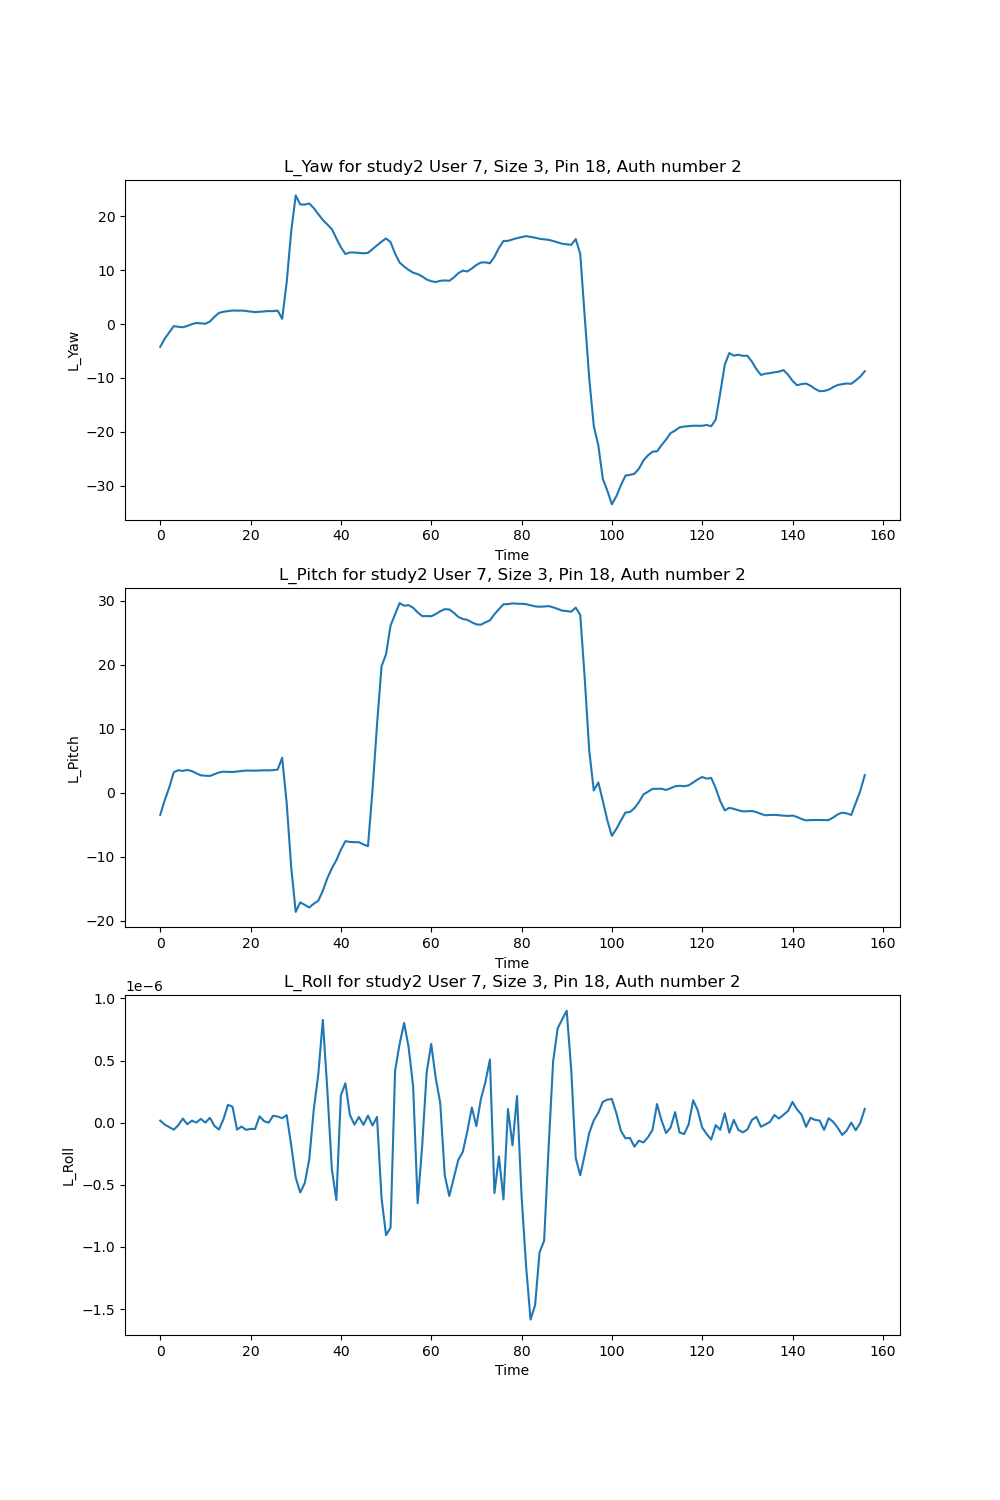 L_Yaw for study2 User 7, Size 3, Pin 18, Auth number 2
20
10
0
−10
−20
−30
L_Yaw
0 20 40 60 80 100 120 140 160
Time
L_Pitch for study2 User 7, Size 3, Pin 18, Auth number 2
30
20
10
0
−10
−20
L_Pitch
0 20 40 60 80 100 120 140 160
Time
L_Roll for study2 User 7, Size 3, Pin 18, Auth number 2
1e−6
1.0
0.5
0.0
−0.5
−1.0
−1.5
L_Roll
0 20 40 60 80 100 120 140 160
Time